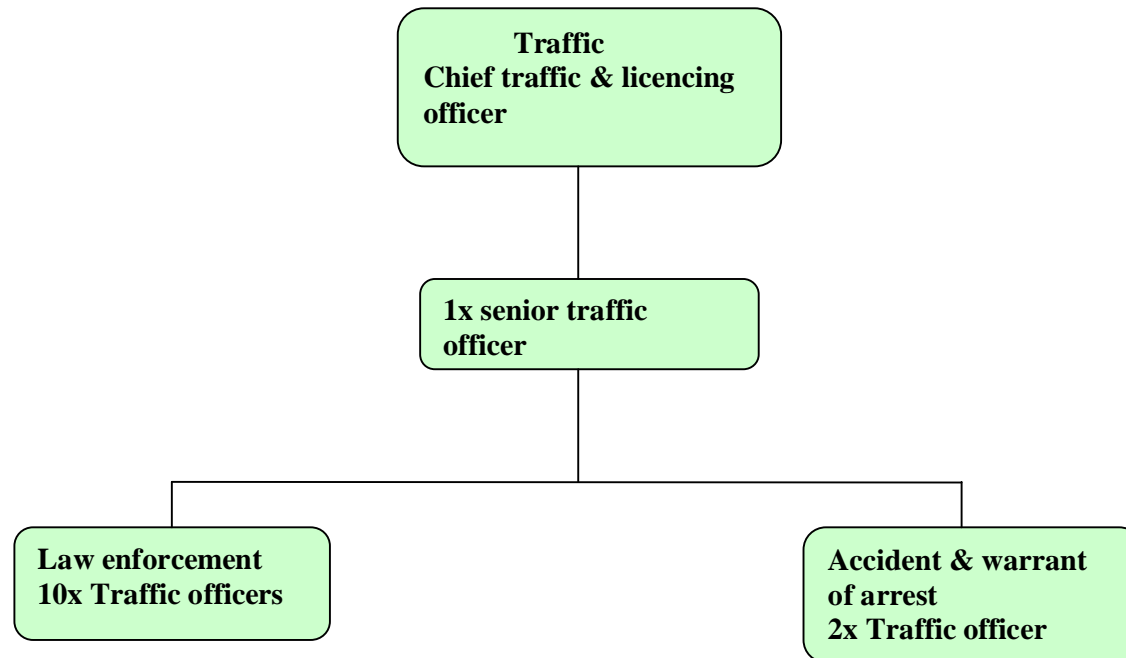 Traffic
Chief traffic & licencing
officer
1x senior traffic
officer
Law enforcement
10x Traffic officers
Accident & warrant
of arrest
2x Traffic officer